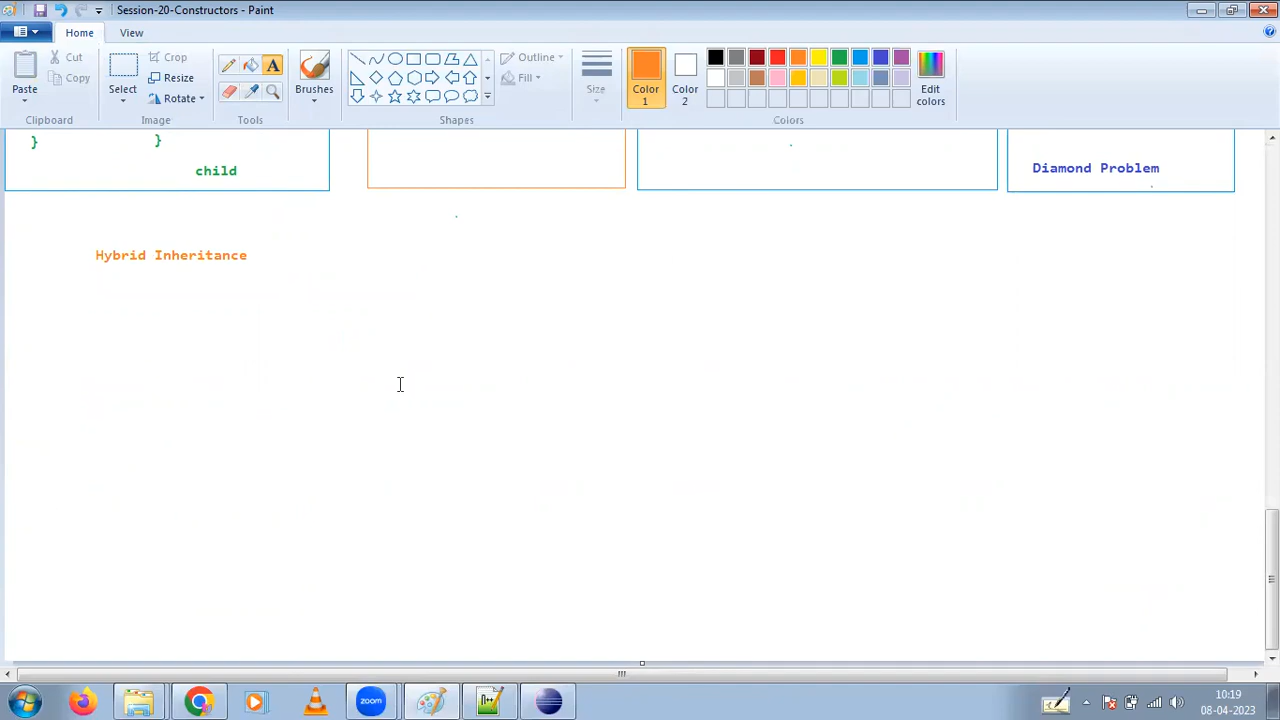 Session-20-Constructors - Paint
Home
View
Paste
Cut
Copy
Clipboard
Select
Crop
Resize
Rotate
Image
A
Tools
Brushes
Shapes
Outline
Fill
Size
Color 1
Color 2
Edit colors
Colors
}
}
child
Diamond Problem
Hybrid Inheritance
zoom
10:19
08-04-2023